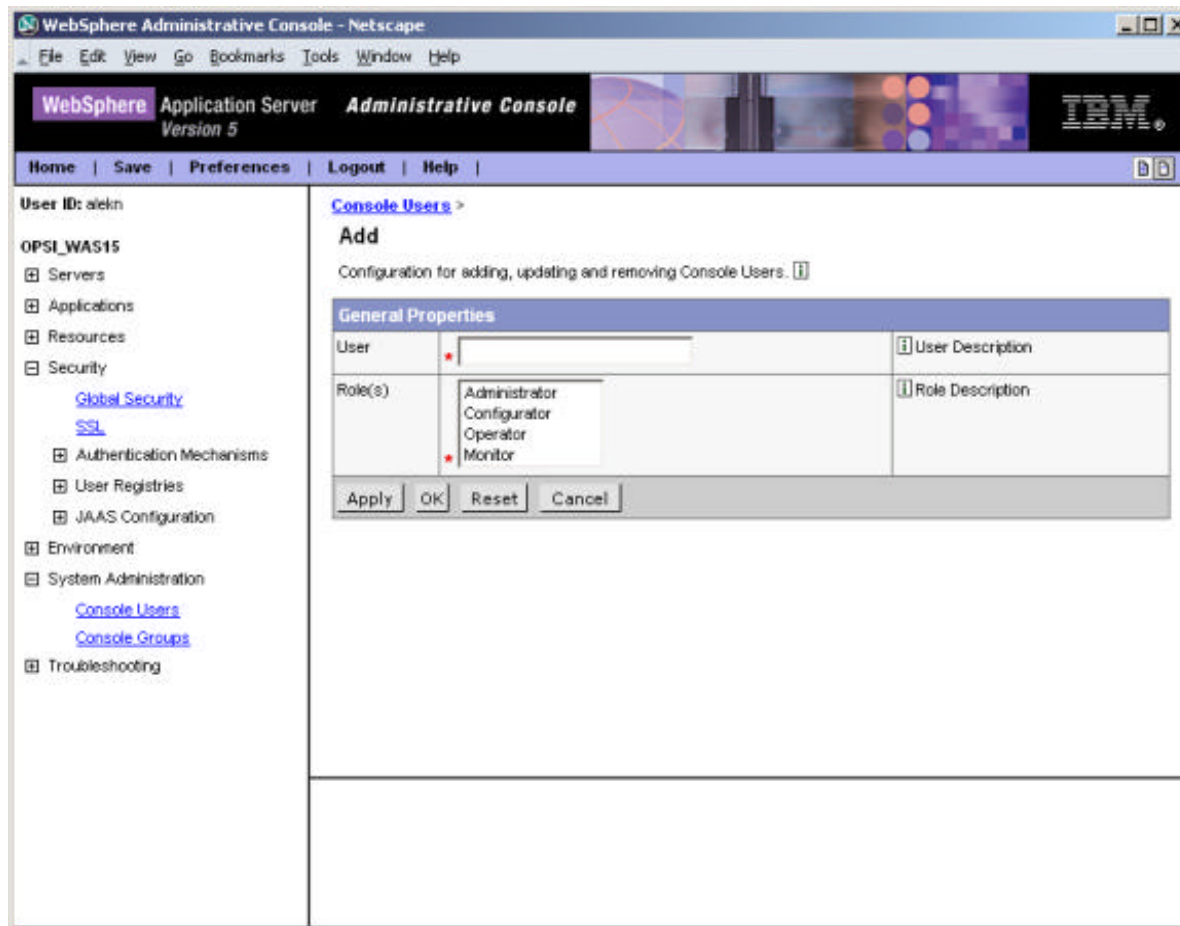 WebSphere Administrative Console - Netscape
File Edit View Go Bookmarks Tools Window Help
WebSphere Application Server Administrative Console
Version 5
IBM®
Home | Save | Preferences | Logout | Help |
User ID: alekn
OPSI_WAS15
Servers
Applications
Resources
Security
Global Security
SSL
Authentication Mechanisms
User Registries
JAAS Configuration
Environment
System Administration
Console Users
Console Groups
Troubleshooting
Console Users >
Add
Configuration for adding, updating and removing Console Users. i
General Properties
User * i User Description
Role(s) Administrator i Role Description
Configurator
Operator
* Monitor
Apply OK Reset Cancel